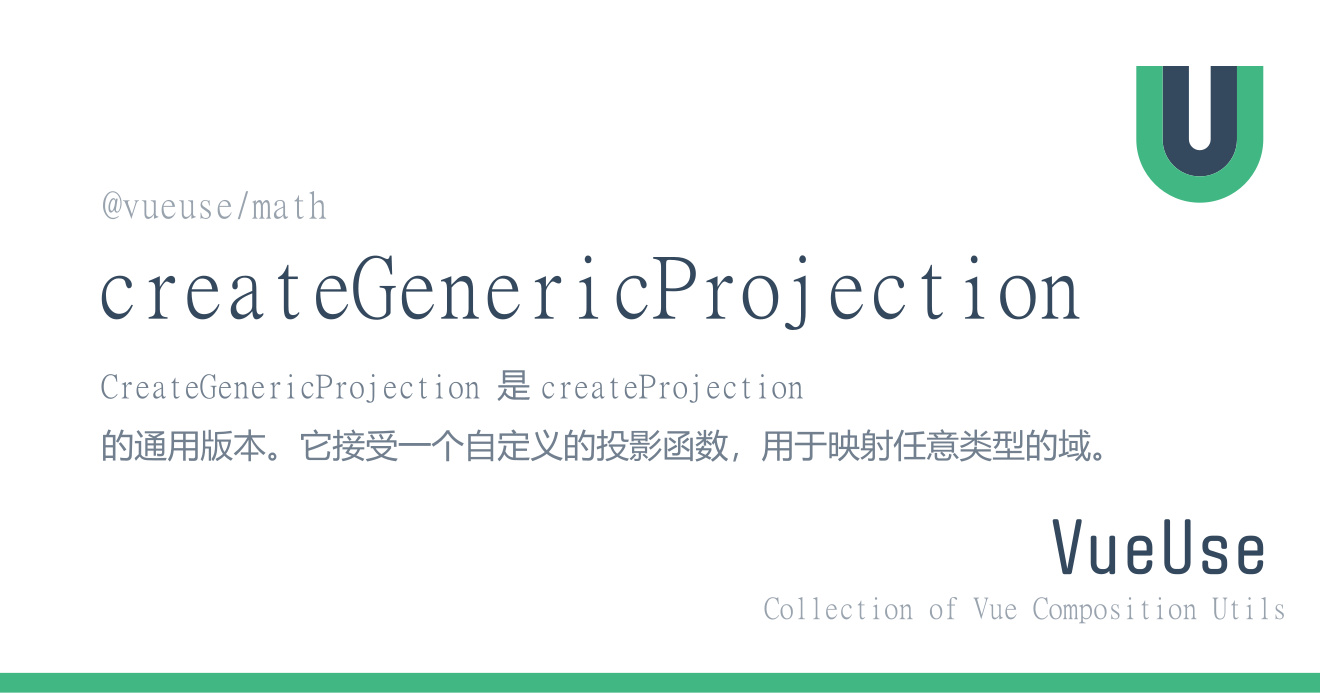 @vueuse/math
createGenericProjection
CreateGenericProjection 是 createProjection
的通用版本。它接受一个自定义的投影函数，用于映射任意类型的域。
VueUse
Collection of Vue Composition Utils